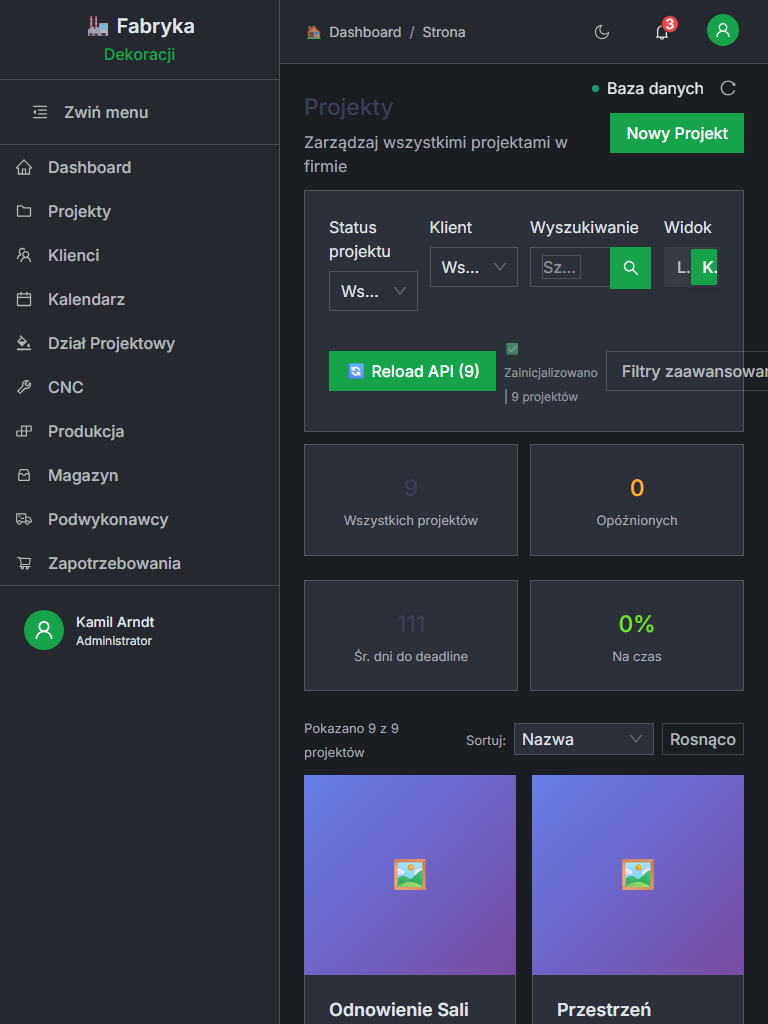 Fabryka
Dekoracji
Zwiń menu
Dashboard
Projekty
Klienci
Kalendarz
Dział Projektowy
CNC
Produkcja
Magazyn
Podwykonawcy
Zapotrzebowania
Kamil Arndt
Administrator
Dashboard / Strona
3
Baza danych
Projekty
Zarządzaj wszystkimi projektami w
firmie
Nowy Projekt
Status
projektu
Ws...
Klient
Ws...
Wyszukiwanie
Sz...
Widok
L.
K.
Reload API (9)
Zainicjalizowano
| 9 projektów
Filtry zaawansowan
9
Wszystkich projektów
0
Opóźnionych
111
Śr. dni do deadline
0%
Na czas
Pokazano 9 z 9
projektów
Sortuj:
Nazwa
Rosnąco
Odnowienie Sali
Przestrzeń